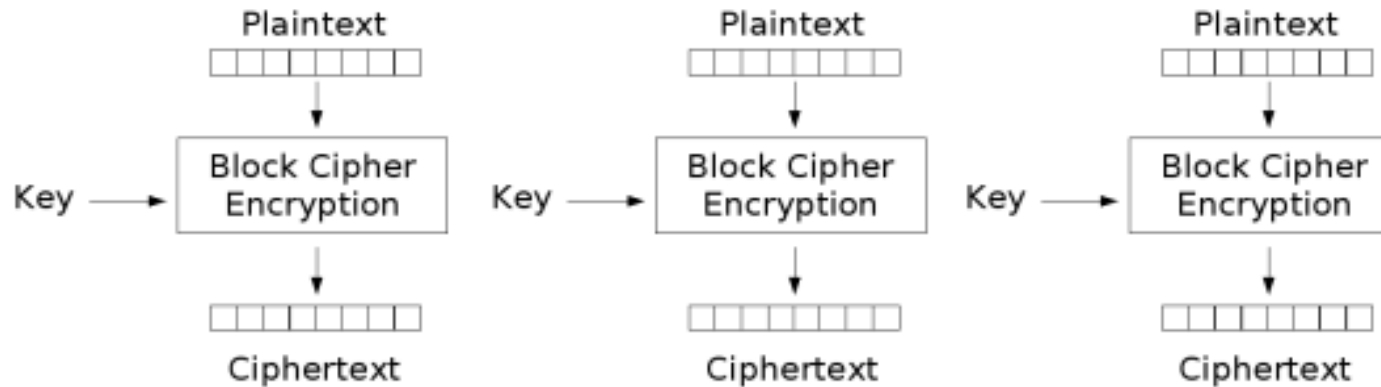 Plaintext
Plaintext
Plaintext
Key
Block Cipher
Encryption
Key
Block Cipher
Encryption
Key
Block Cipher
Encryption
Ciphertext
Ciphertext
Ciphertext